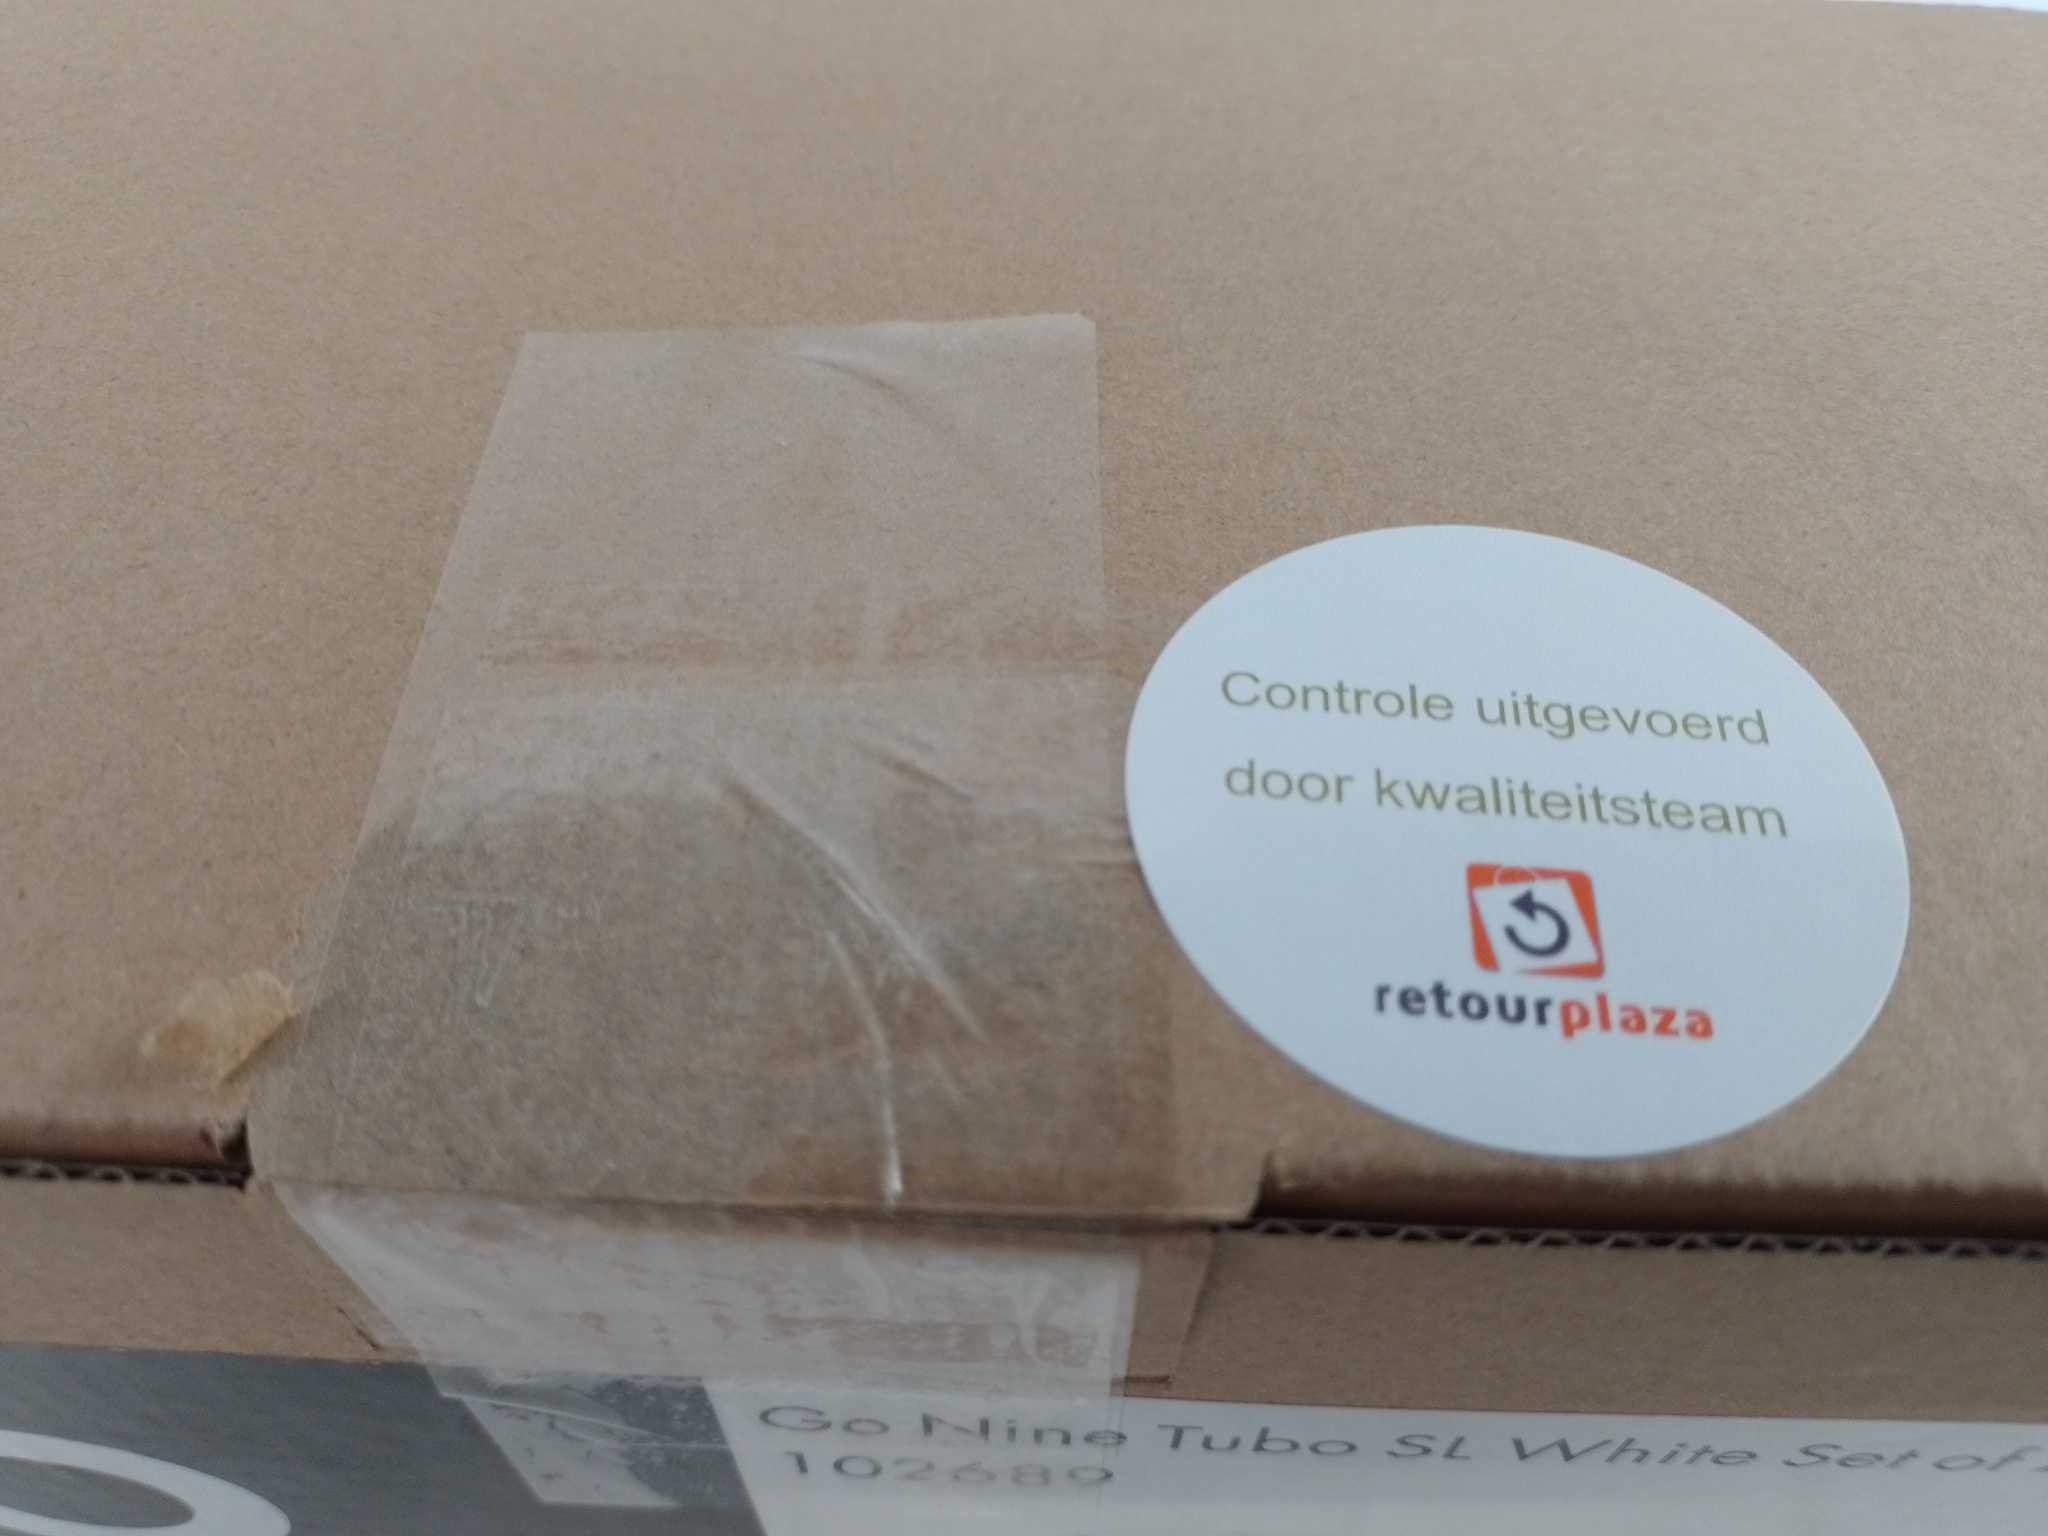 Controle uitgevoerd
door kwaliteitsteam
retourplaza
Go Nine Tubo SL White Set of
102689